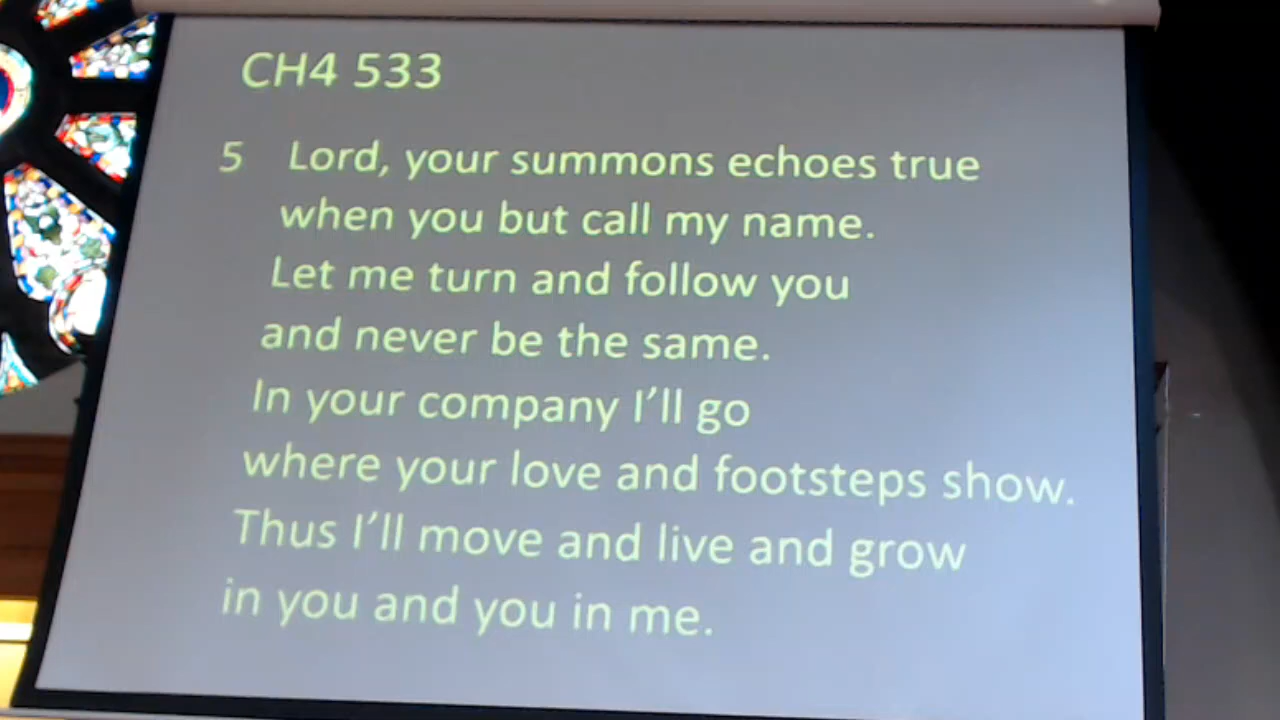 CH4 533
5 Lord, your summons echoes true
when you but call my name.
Let me turn and follow you
and never be the same.
In your company I’ll go
where your love and footsteps show.
Thus I’ll move and live and grow
in you and you in me.